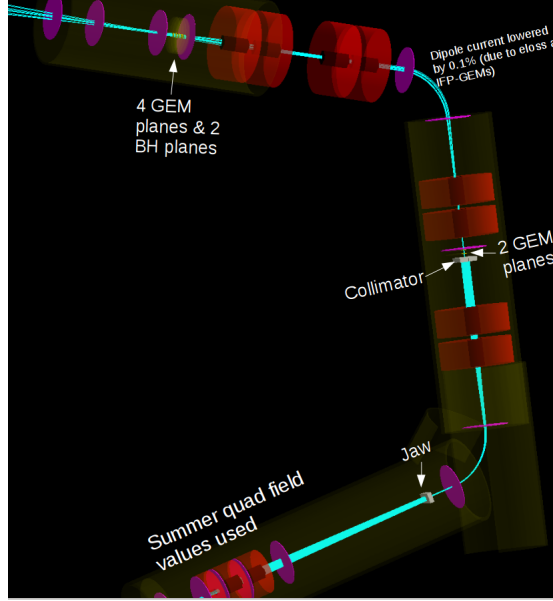 Dipole current lowered
by 0.1% (due to eloss a
IFP-GEMs)
4 GEM
planes & 2
BH planes
2 GEM
planes
Collimator
Jaw
Summer quad field
values used